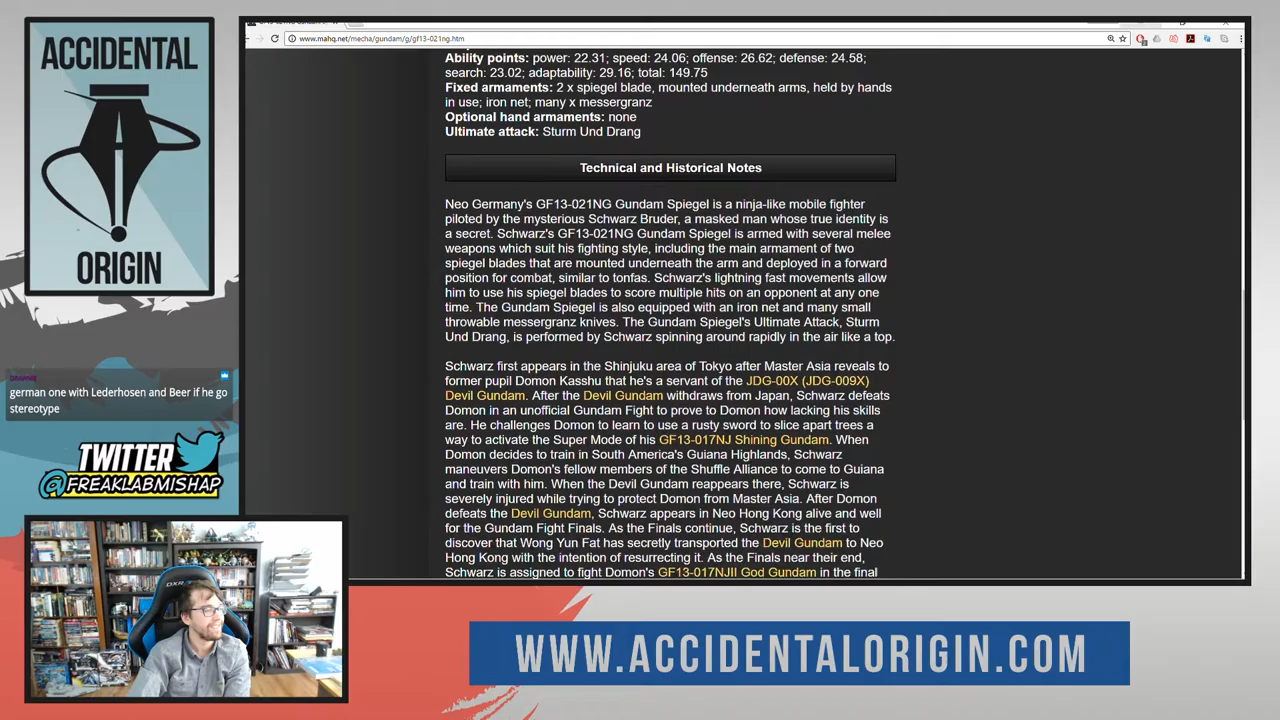 ACCIDENTAL
ORIGIN
www.mahq.net/mecha/gundam/g/gf13-021ng.htm
Ability points: power: 22.31; speed: 24.06; offense: 26.62; defense: 24.58;
search: 23.02; adaptability: 29.16; total: 149.75
Fixed armaments: 2 x spiegel blade, mounted underneath arms, held by hands
in use; iron net; many x messergranz
Optional hand armaments: none
Ultimate attack: Sturm Und Drang
Technical and Historical Notes
Neo Germany's GF13-021NG Gundam Spiegel is a ninja-like mobile fighter
piloted by the mysterious Schwarz Bruder, a masked man whose true identity is
a secret. Schwarz's GF13-021NG Gundam Spiegel is armed with several melee
weapons which suit his fighting style, including the main armament of two
spiegel blades that are mounted underneath the arm and deployed in a forward
position for combat, similar to tonfas. Schwarz's lightning fast movements allow
him to use his spiegel blades to score multiple hits on an opponent at any one
time. The Gundam Spiegel is also equipped with an iron net and many small
throwable messergranz knives. The Gundam Spiegel's Ultimate Attack, Sturm
Und Drang, is performed by Schwarz spinning around rapidly in the air like a top.
Schwarz first appears in the Shinjuku area of Tokyo after Master Asia reveals to
former pupil Domon Kasshu that he's a servant of the JDG-00X (JDG-009X)
Devil Gundam. After the Devil Gundam withdraws from Japan, Schwarz defeats
Domon in an unofficial Gundam Fight to prove to Domon how lacking his skills
are. He challenges Domon to learn to use a rusty sword to slice apart trees a
way to activate the Super Mode of his GF13-017NJ Shining Gundam. When
Domon decides to train in South America's Guiana Highlands, Schwarz
maneuvers Domon's fellow members of the Shuffle Alliance to come to Guiana
and train with him. When the Devil Gundam reappears there, Schwarz is
severely injured while trying to protect Domon from Master Asia. After Domon
defeats the Devil Gundam, Schwarz appears in Neo Hong Kong alive and well
for the Gundam Fight Finals. As the Finals continue, Schwarz is the first to
discover that Wong Yun Fat has secretly transported the Devil Gundam to Neo
Hong Kong with the intention of resurrecting it. As the Finals near their end,
Schwarz is assigned to fight Domon's GF13-017NJII God Gundam in the final
german one with Lederhosen and Beer if he go
stereotype
TWITTER
@FREAKLABMISHAP
DXR
WWW.ACCIDENTALORIGIN.COM